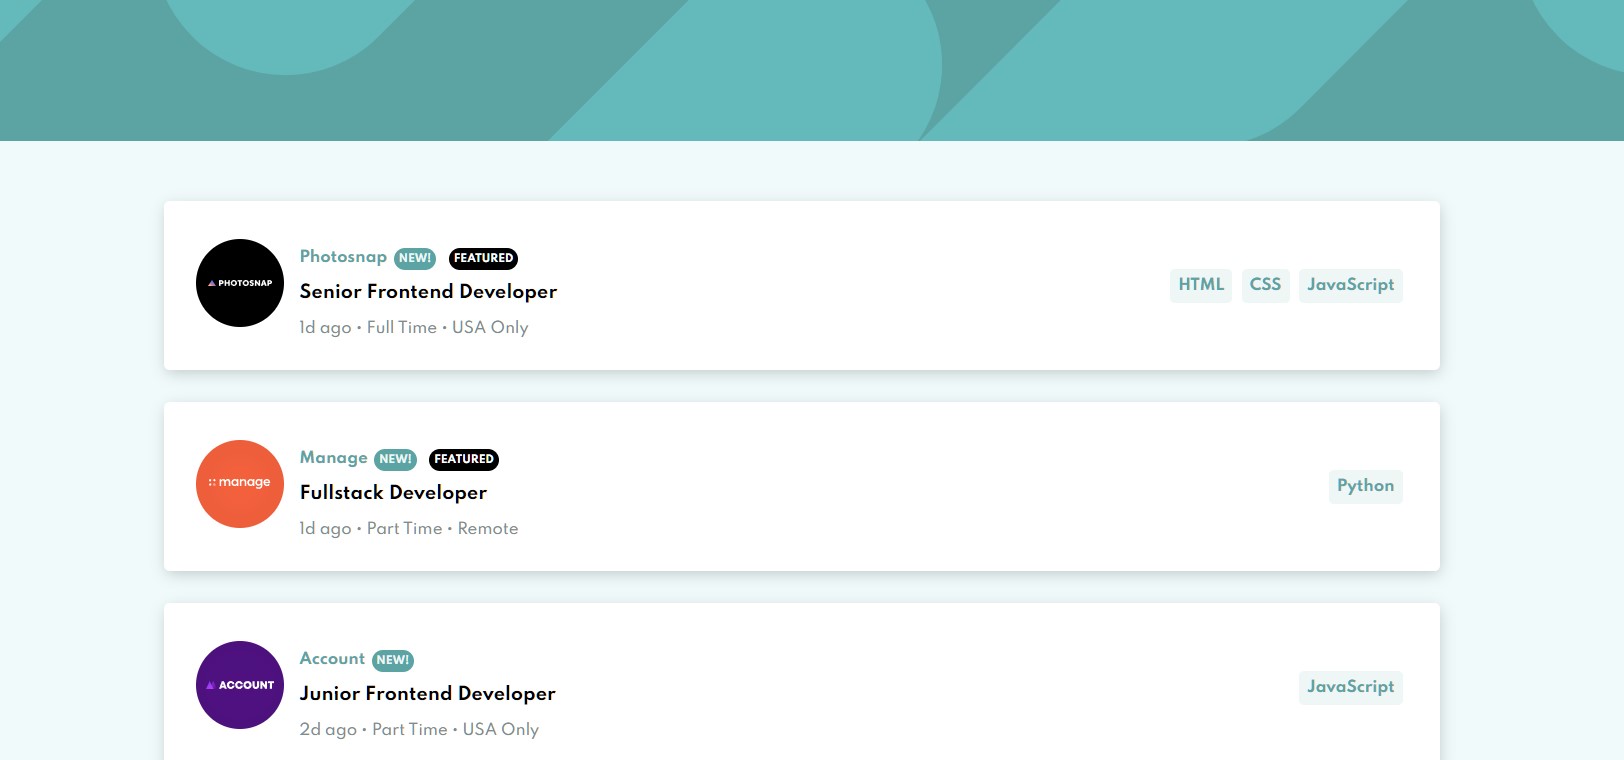 PHOTOSNAP
Photosnap NEW! FEATURED
Senior Frontend Developer
1d ago • Full Time • USA Only
HTML CSS JavaScript
manage
Manage NEW! FEATURED
Fullstack Developer
1d ago • Part Time • Remote
Python
ACCOUNT
Account NEW!
Junior Frontend Developer
2d ago • Part Time • USA Only
JavaScript